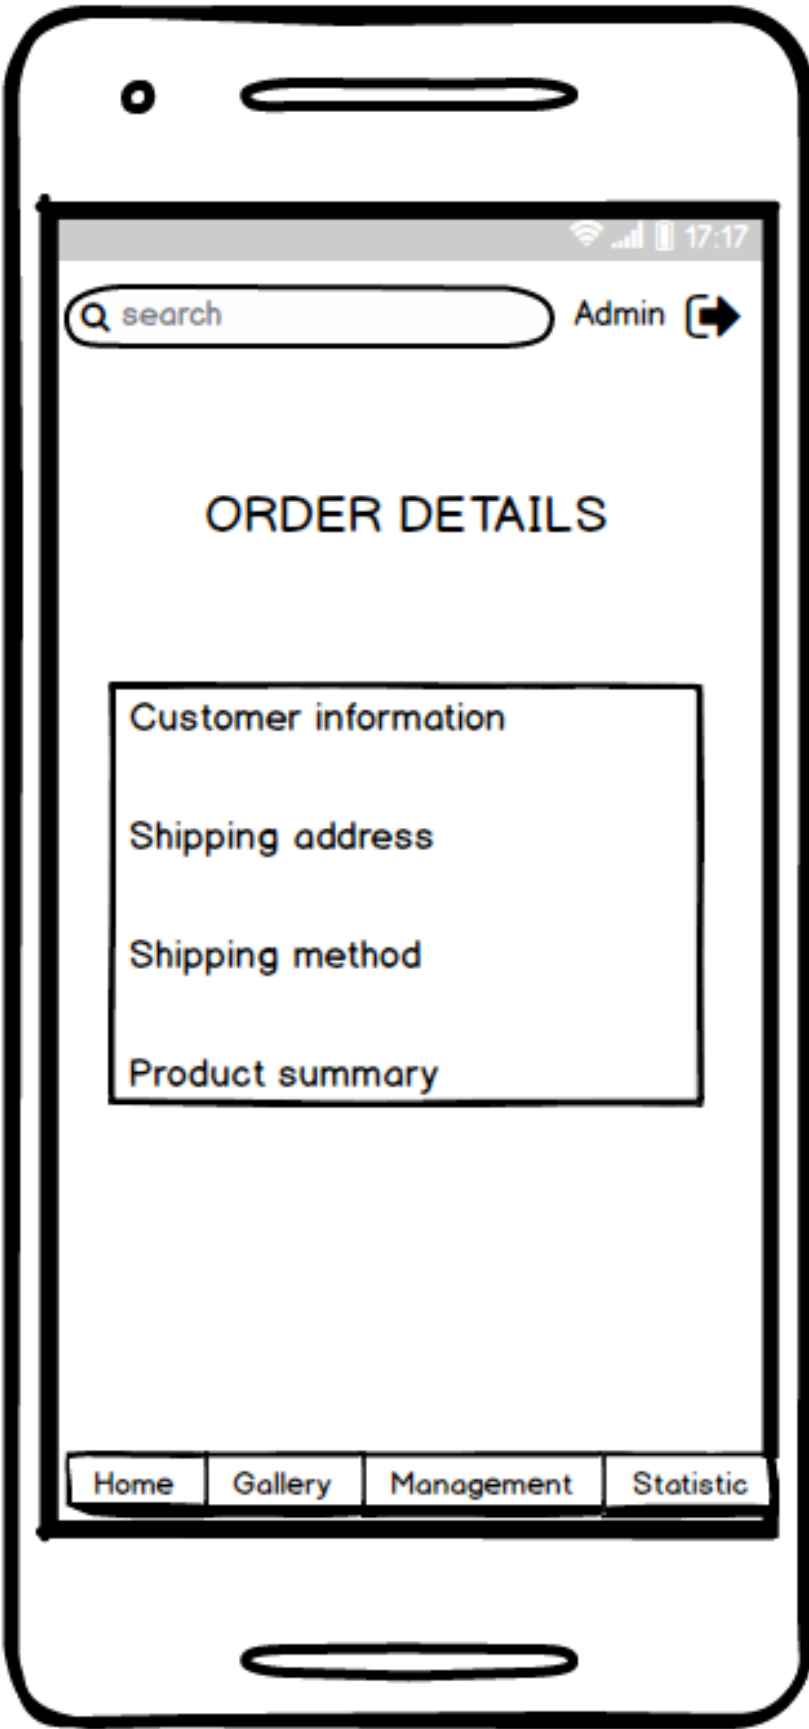 17:17
search Admin
ORDER DETAILS
Customer information
Shipping address
Shipping method
Product summary
Home Gallery Management Statistic